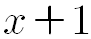 x + 1